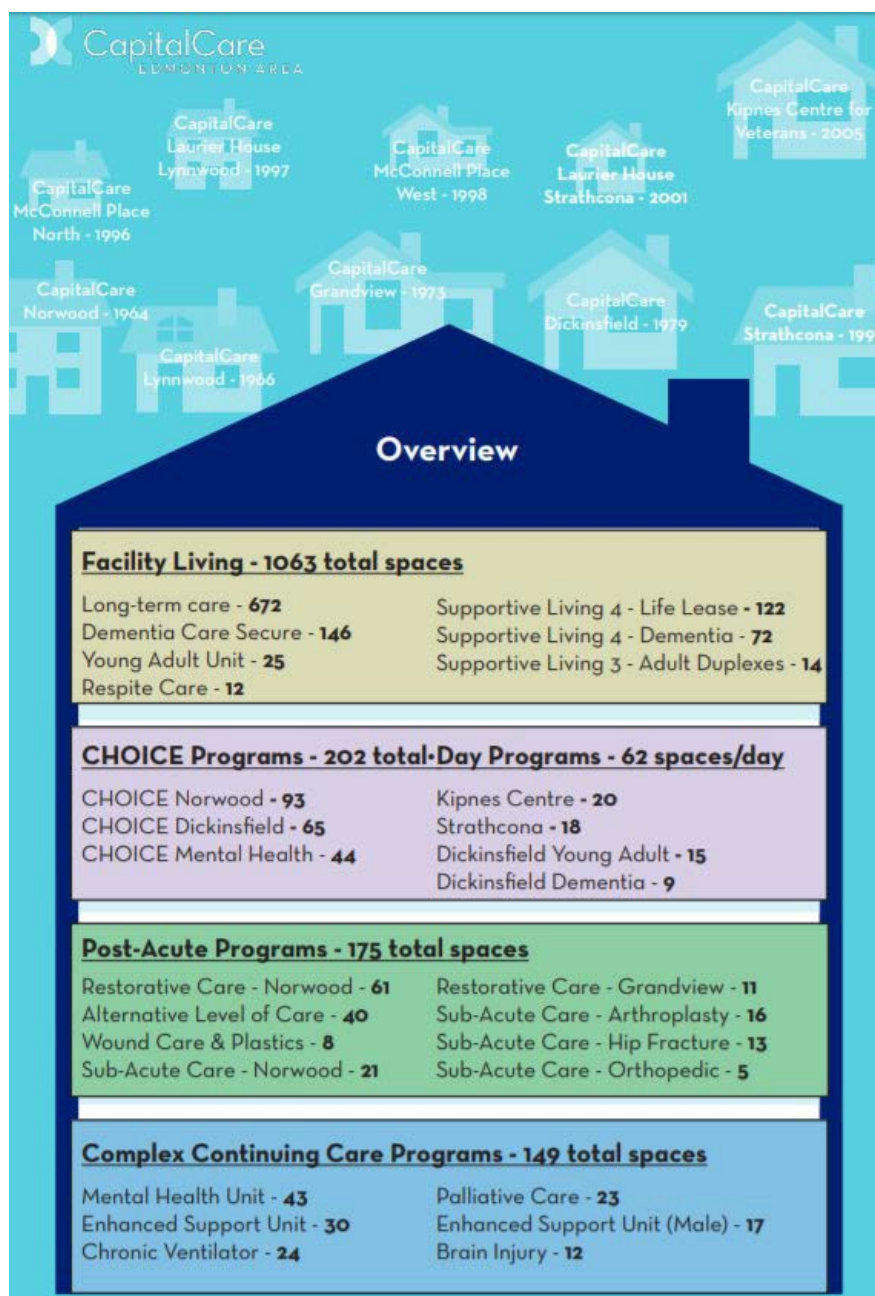 CapitalCare
EDMONTON AREA
CapitalCare
Kipnes Centre for
Veterans - 2005
CapitalCare
Laurier House
Lynnwood - 1997
CapitalCare
McConnell Place
West - 1998
CapitalCare
Laurier House
Strathcona - 2001
CapitalCare
McConnell Place
North - 1996
CapitalCare
Norwood - 1964
CapitalCare
Lynnwood - 1966
CapitalCare
Grandview - 1973
CapitalCare
Dickinsfield - 1979
CapitalCare
Strathcona - 199
Overview
Facility Living - 1063 total spaces
Long-term care - 672
Dementia Care Secure - 146
Young Adult Unit - 25
Respite Care - 12
Supportive Living 4 - Life Lease - 122
Supportive Living 4 - Dementia - 72
Supportive Living 3 - Adult Duplexes - 14
CHOICE Programs - 202 total•Day Programs - 62 spaces/day
CHOICE Norwood - 93
CHOICE Dickinsfield - 65
CHOICE Mental Health - 44
Kipnes Centre - 20
Strathcona - 18
Dickinsfield Young Adult - 15
Dickinsfield Dementia - 9
Post-Acute Programs - 175 total spaces
Restorative Care - Norwood - 61
Alternative Level of Care - 40
Wound Care & Plastics - 8
Sub-Acute Care - Norwood - 21
Restorative Care - Grandview - 11
Sub-Acute Care - Arthroplasty - 16
Sub-Acute Care - Hip Fracture - 13
Sub-Acute Care - Orthopedic - 5
Complex Continuing Care Programs - 149 total spaces
Mental Health Unit - 43
Enhanced Support Unit - 30
Chronic Ventilator - 24
Palliative Care - 23
Enhanced Support Unit (Male) - 17
Brain Injury - 12